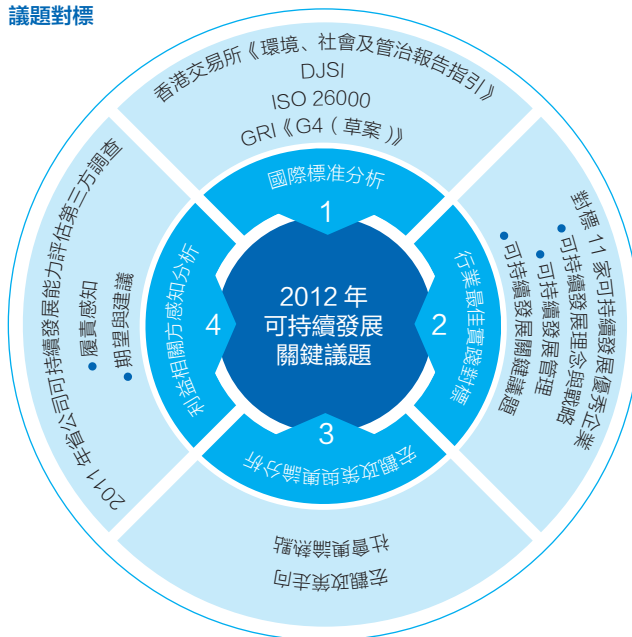 議題對標
香港交易所《環境、社會及管治報告指引》
DJSI
ISO 26000
GRI《G4（草案）》
國際標准分析
1
對標 11 家可持續發展優秀企業
• 可持續發展理念與戰略
• 可持續發展管理
• 可持續發展關鍵議題
行業最佳實踐對標
2
2012 年
可持續發展
關鍵議題
3
宏觀政策與輿論分析
宏觀政策走向
社會輿論熱點
4
利益相關方感知分析
2011 年省公司可持續發展能力評估第三方調查
• 履責感知
• 期望與建議